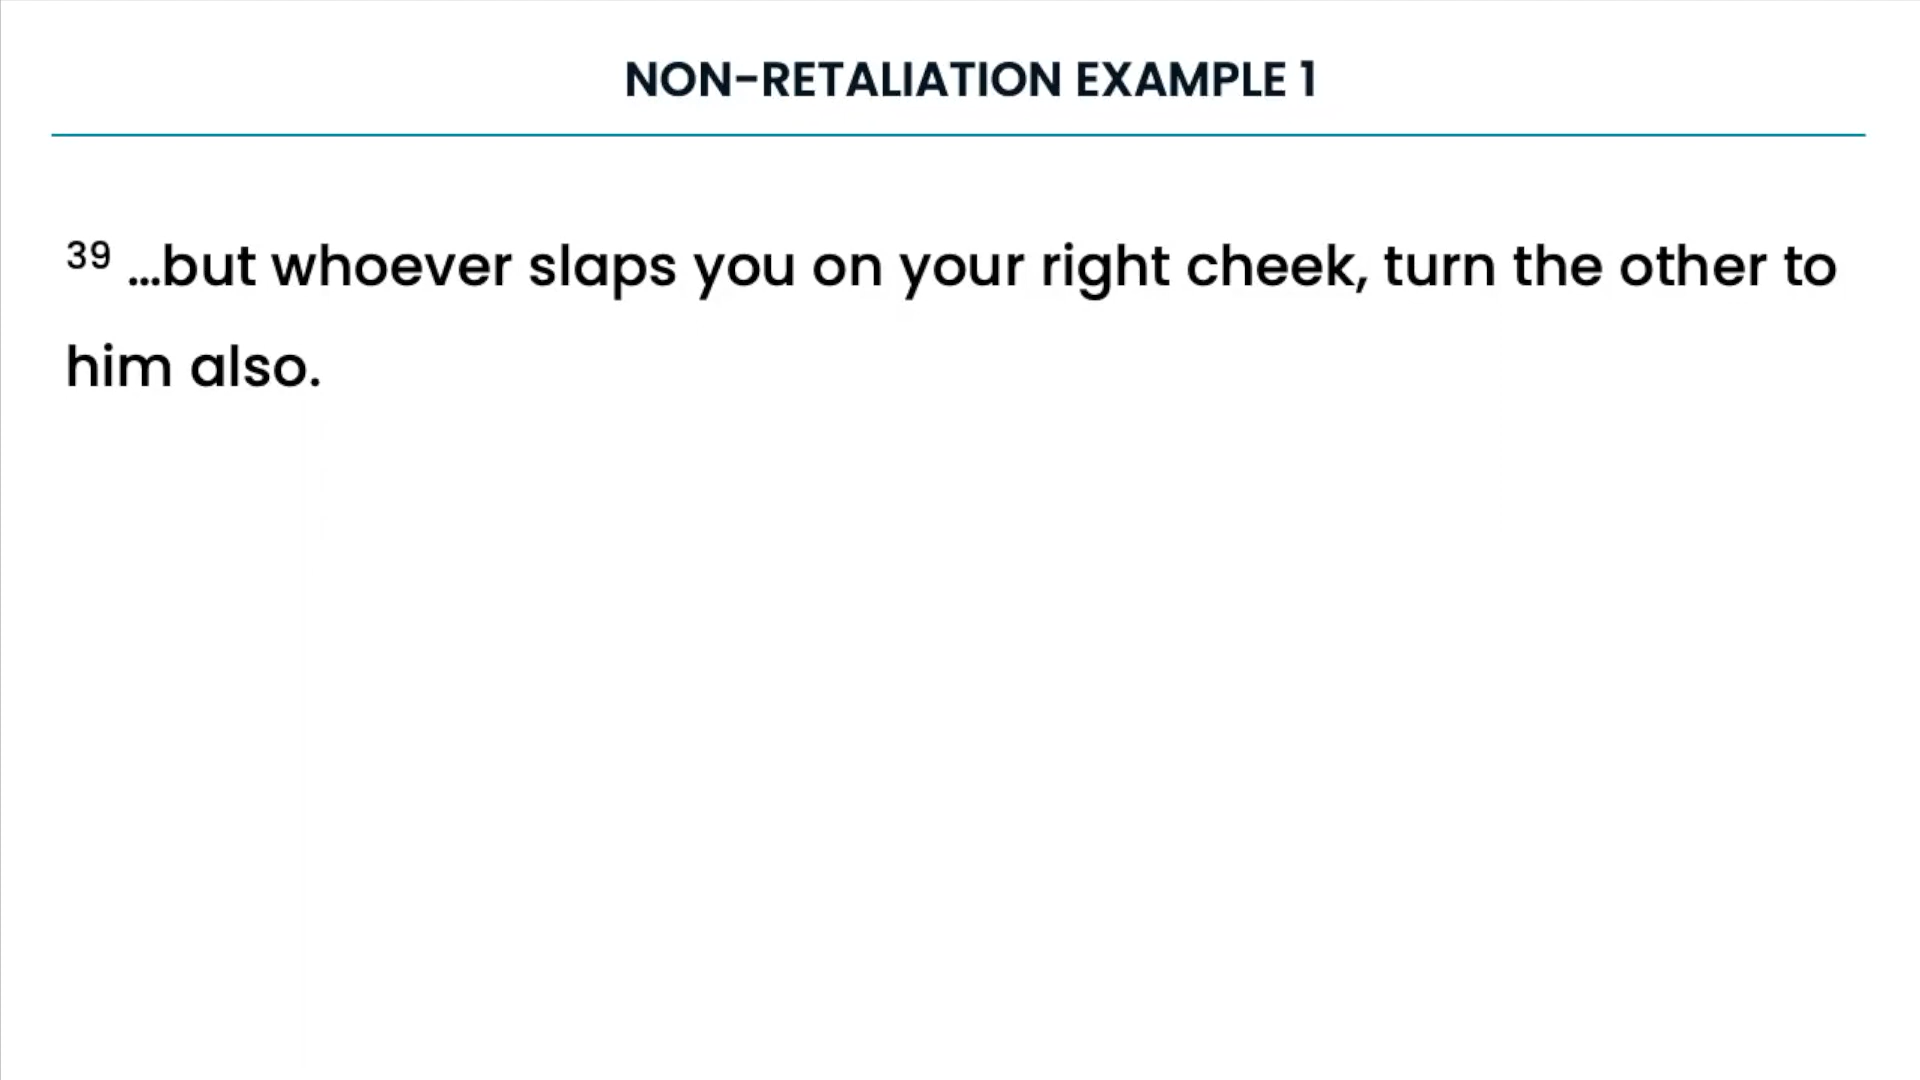 NON-RETALIATION EXAMPLE 1
39 ...but whoever slaps you on your right cheek, turn the other to
him also.